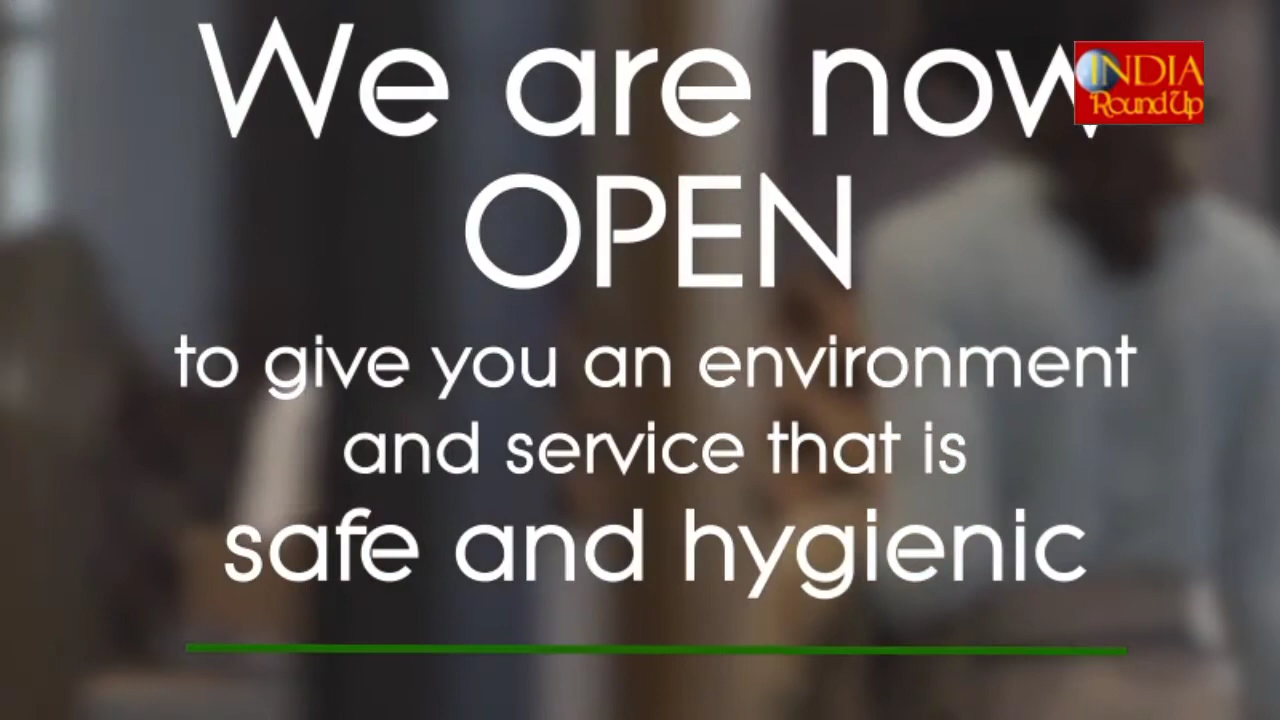 We are now
OPEN
to give you an environment
and service that is
safe and hygienic
INDIA
Round Up